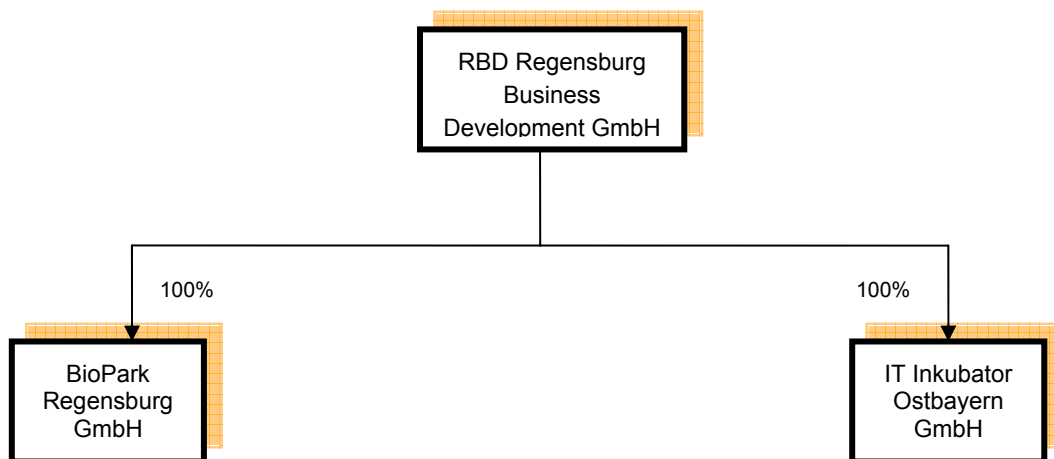 RBD Regensburg
Business
Development GmbH
100%
100%
BioPark
Regensburg
GmbH
IT Inkubator
Ostbayern
GmbH